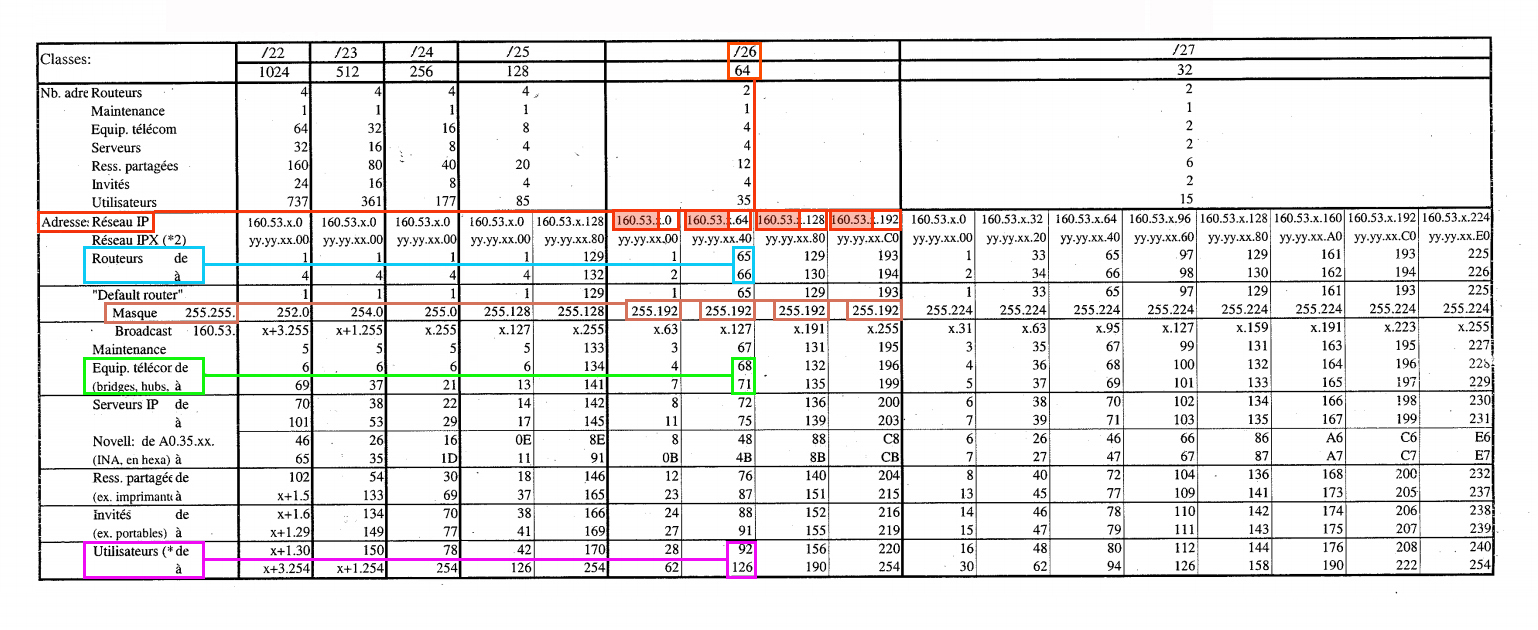 Classes: /22 /23 /24 /25 /26 /27
1024 512 256 128 64 32
Nb. adre Routeurs 4 4 4 4 2 2
Maintenance 1 1 1 1 1 1
Equip. télécom 64 32 16 8 4 2
Serveurs 32 16 8 4 4 2
Ress. partagées 160 80 40 20 12 6
Invités 24 16 8 4 4 2
Utilisateurs 737 361 177 85 35 15
Adresse: Réseau IP 160.53.x.0 160.53.x.0 160.53.x.0 160.53.x.0 160.53.x.128 160.53.x.0 160.53.x.64 160.53.x.128 160.53.x.192 160.53.x.0 160.53.x.32 160.53.x.64 160.53.x.96 160.53.x.128 160.53.x.160 160.53.x.192 160.53.x.224
Réseau IPX (*2) yy.yy.xx.00 yy.yy.xx.00 yy.yy.xx.00 yy.yy.xx.00 yy.yy.xx.80 yy.yy.xx.00 yy.yy.xx.40 yy.yy.xx.80 yy.yy.xx.C0 yy.yy.xx.00 yy.yy.xx.20 yy.yy.xx.40 yy.yy.xx.60 yy.yy.xx.80 yy.yy.xx.A0 yy.yy.xx.C0 yy.yy.xx.E0
Routeurs de 1 1 1 1 129 1 65 129 193 1 33 65 97 129 161 193 225
à 4 4 4 4 132 2 66 130 194 2 34 66 98 130 162 194 226
"Default router" 1 1 1 1 129 1 65 129 193 1 33 65 97 129 161 193 225
Masque 255.255. 252.0 254.0 255.0 255.128 255.128 255.192 255.192 255.192 255.192 255.224 255.224 255.224 255.224 255.224 255.224 255.224 255.224
Broadcast 160.53. x+3.255 x+1.255 x.255 x.127 x.255 x.63 x.127 x.191 x.255 x.31 x.63 x.95 x.127 x.159 x.191 x.223 x.255
Maintenance 5 5 5 5 133 3 67 131 195 3 35 67 99 131 163 195 227
Equip. télécor de 6 6 6 6 134 4 68 132 196 4 36 68 100 132 164 196 228
(bridges, hubs. à 69 37 21 13 141 7 71 135 199 5 37 69 101 133 165 197 229
Serveurs IP de 70 38 22 14 142 8 72 136 200 6 38 70 102 134 166 198 230
à 101 53 29 17 145 11 75 139 203 7 39 71 103 135 167 199 231
Novell: de A0.35.xx. 46 26 16 0E 8E 8 48 88 C8 6 26 46 66 86 A6 C6 E6
(INA, en hexa) à 65 35 1D 11 91 0B 4B 8B CB 7 27 47 67 87 A7 C7 E7
Ress. partagée de 102 54 30 18 146 12 76 140 204 8 40 72 104 136 168 200 232
(ex. imprimante à x+1.5 133 69 37 165 23 87 151 215 13 45 77 109 141 173 205 237
Invités de x+1.6 134 70 38 166 24 88 152 216 14 46 78 110 142 174 206 238
(ex. portables) à x+1.29 149 77 41 169 27 91 155 219 15 47 79 111 143 175 207 239
Utilisateurs (* de x+1.30 150 78 42 170 28 92 156 220 16 48 80 112 144 176 208 240
à x+3.254 x+1.254 254 126 254 62 126 190 254 30 62 94 126 158 190 222 254